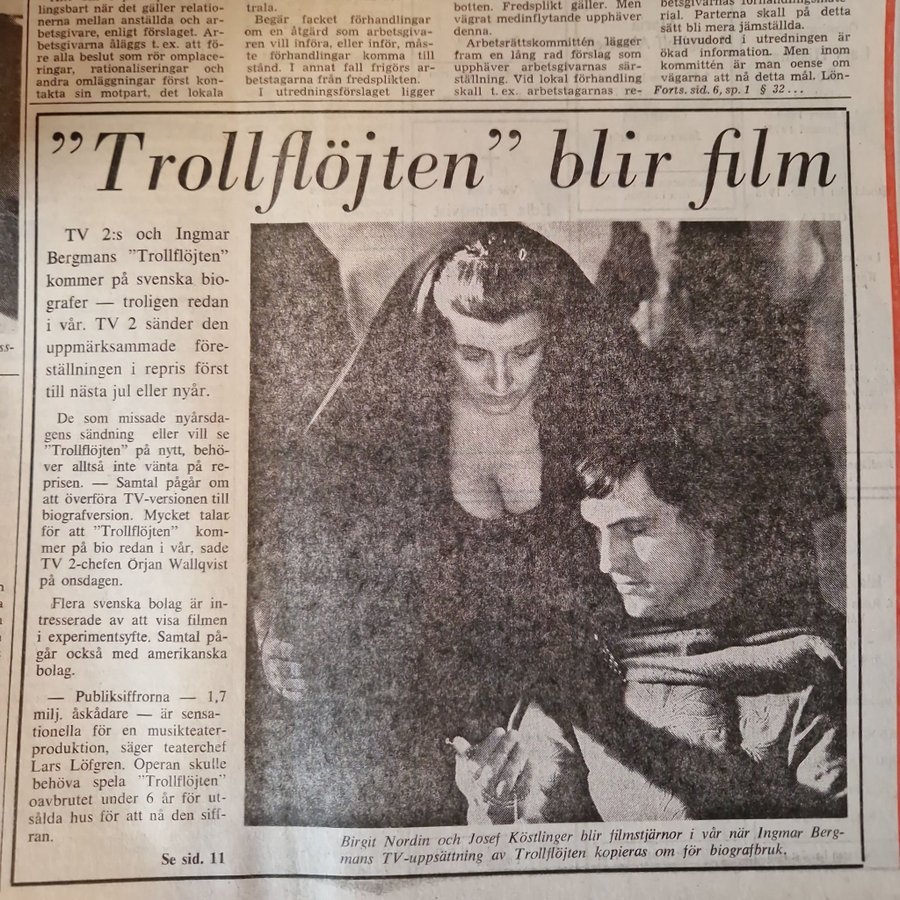 långsbart när det gäller relatio-
nerna mellan anställda och ar-
betsgivare, enligt förslaget. Ar-
betsgivarna åläggs t. ex. att fö-
re alla beslut som rör omplace-
ringar, rationaliseringar och
andra omläggningar först kon-
takta sin motpart, det lokala
trala.
Begär facket förhandlingar
om en åtgärd som arbetsgiva-
ren vill införa, eller inför, mås-
te förhandlingar komma till
stånd. I annat fall frigörs ar-
betstagarna från fredsplikten.
I utredningsförslaget ligger
botten. Fredsplikt gäller. Men
vägrat medinflytande upphäver
denna.
Arbetsrättskommittén lägger
fram en lång rad förslag som
upphäver arbetsgivarnas sär-
ställning. Vid lokal förhandling
skall t. ex. arbetstagarnas re-
betsgivarnas förhandlingsmate-
rial. Parterna skall på detta
sätt bli mera jämställda.
Huvudord i utredningen är
ökad information. Men inom
kommittén är man oense om
vägarna att nå detta mål. Lön-
Forts. sid. 6, sp. 1 § 32 ...
”Trollflöjten” blir film
TV 2:s och Ingmar
Bergmans ”Trollflöjten”
kommer på svenska bio-
grafer — troligen redan
i vår. TV 2 sänder den
uppmärksammade före-
ställningen i repris först
till nästa jul eller nyår.
De som missade nyårsda-
gens sändning eller vill se
”Trollflöjten” på nytt, behö-
ver alltså inte vänta på re-
prisen. — Samtal pågår om
att överföra TV-versionen till
biografversion. Mycket talar
för att ”Trollflöjten” kom-
mer på bio redan i vår, sade
TV 2-chefen Örjan Wallqvist
på onsdagen.
Flera svenska bolag är in-
tresserade av att visa filmen
i experimentsyfte. Samtal på-
går också med amerikanska
bolag.
— Publiksiffrorna — 1,7
milj. åskådare — är sensa-
tionella för en musikteater-
produktion, säger teaterchef
Lars Löfgren. Operan skulle
behöva spela ”Trollflöjten”
oavbrutet under 6 år för ut-
sålda hus för att nå den siff-
ran.
Se sid. 11
Birgit Nordin och Josef Köstlinger blir filmstjärnor i vår när Ingmar Berg-
mans TV-uppsättning av Trollflöjten kopieras om för biografbruk.